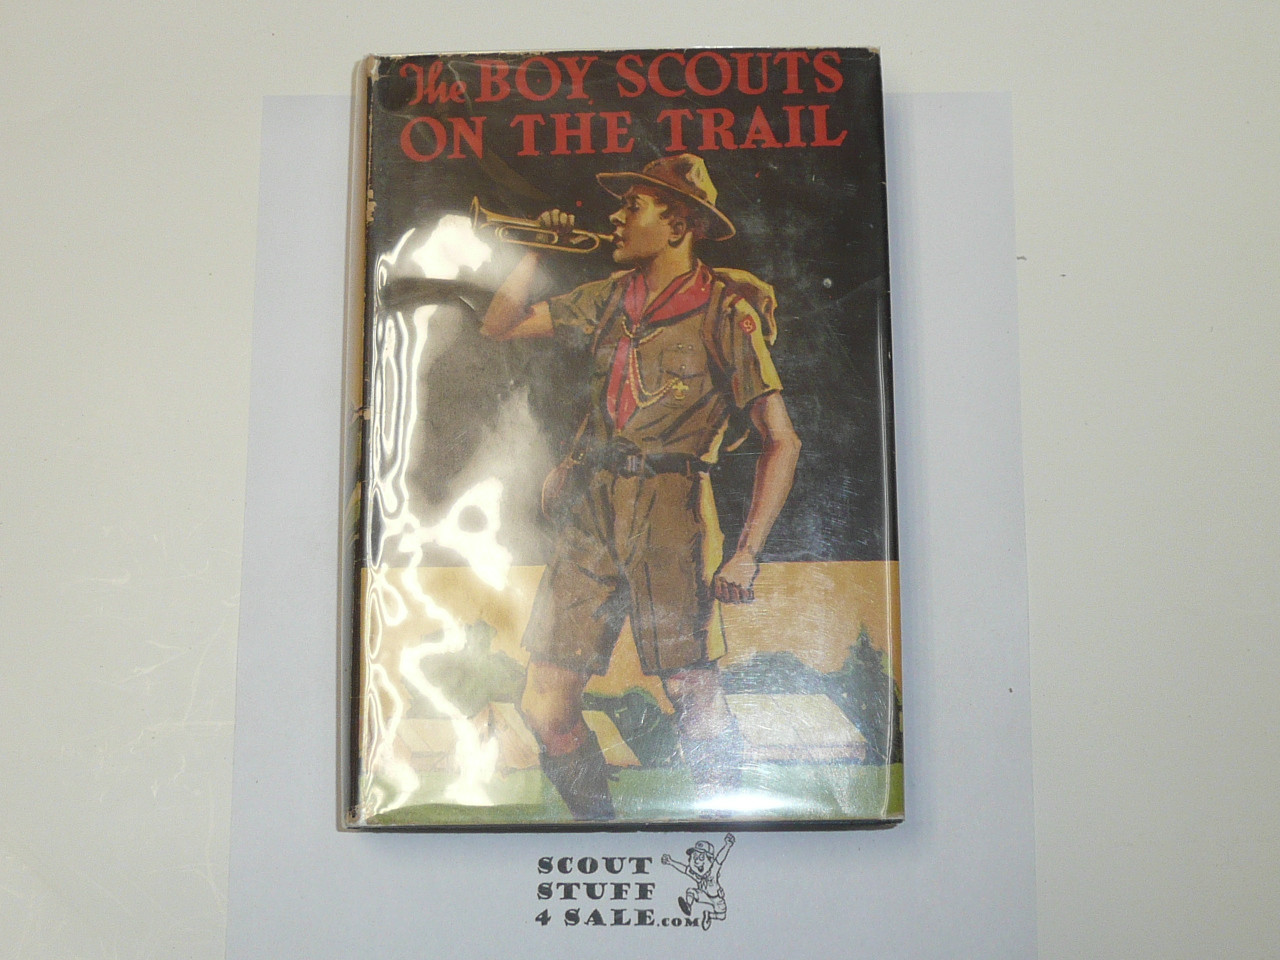 The BOY SCOUTS
ON THE TRAIL
SCOUT
STUFF
4 SALE.COM